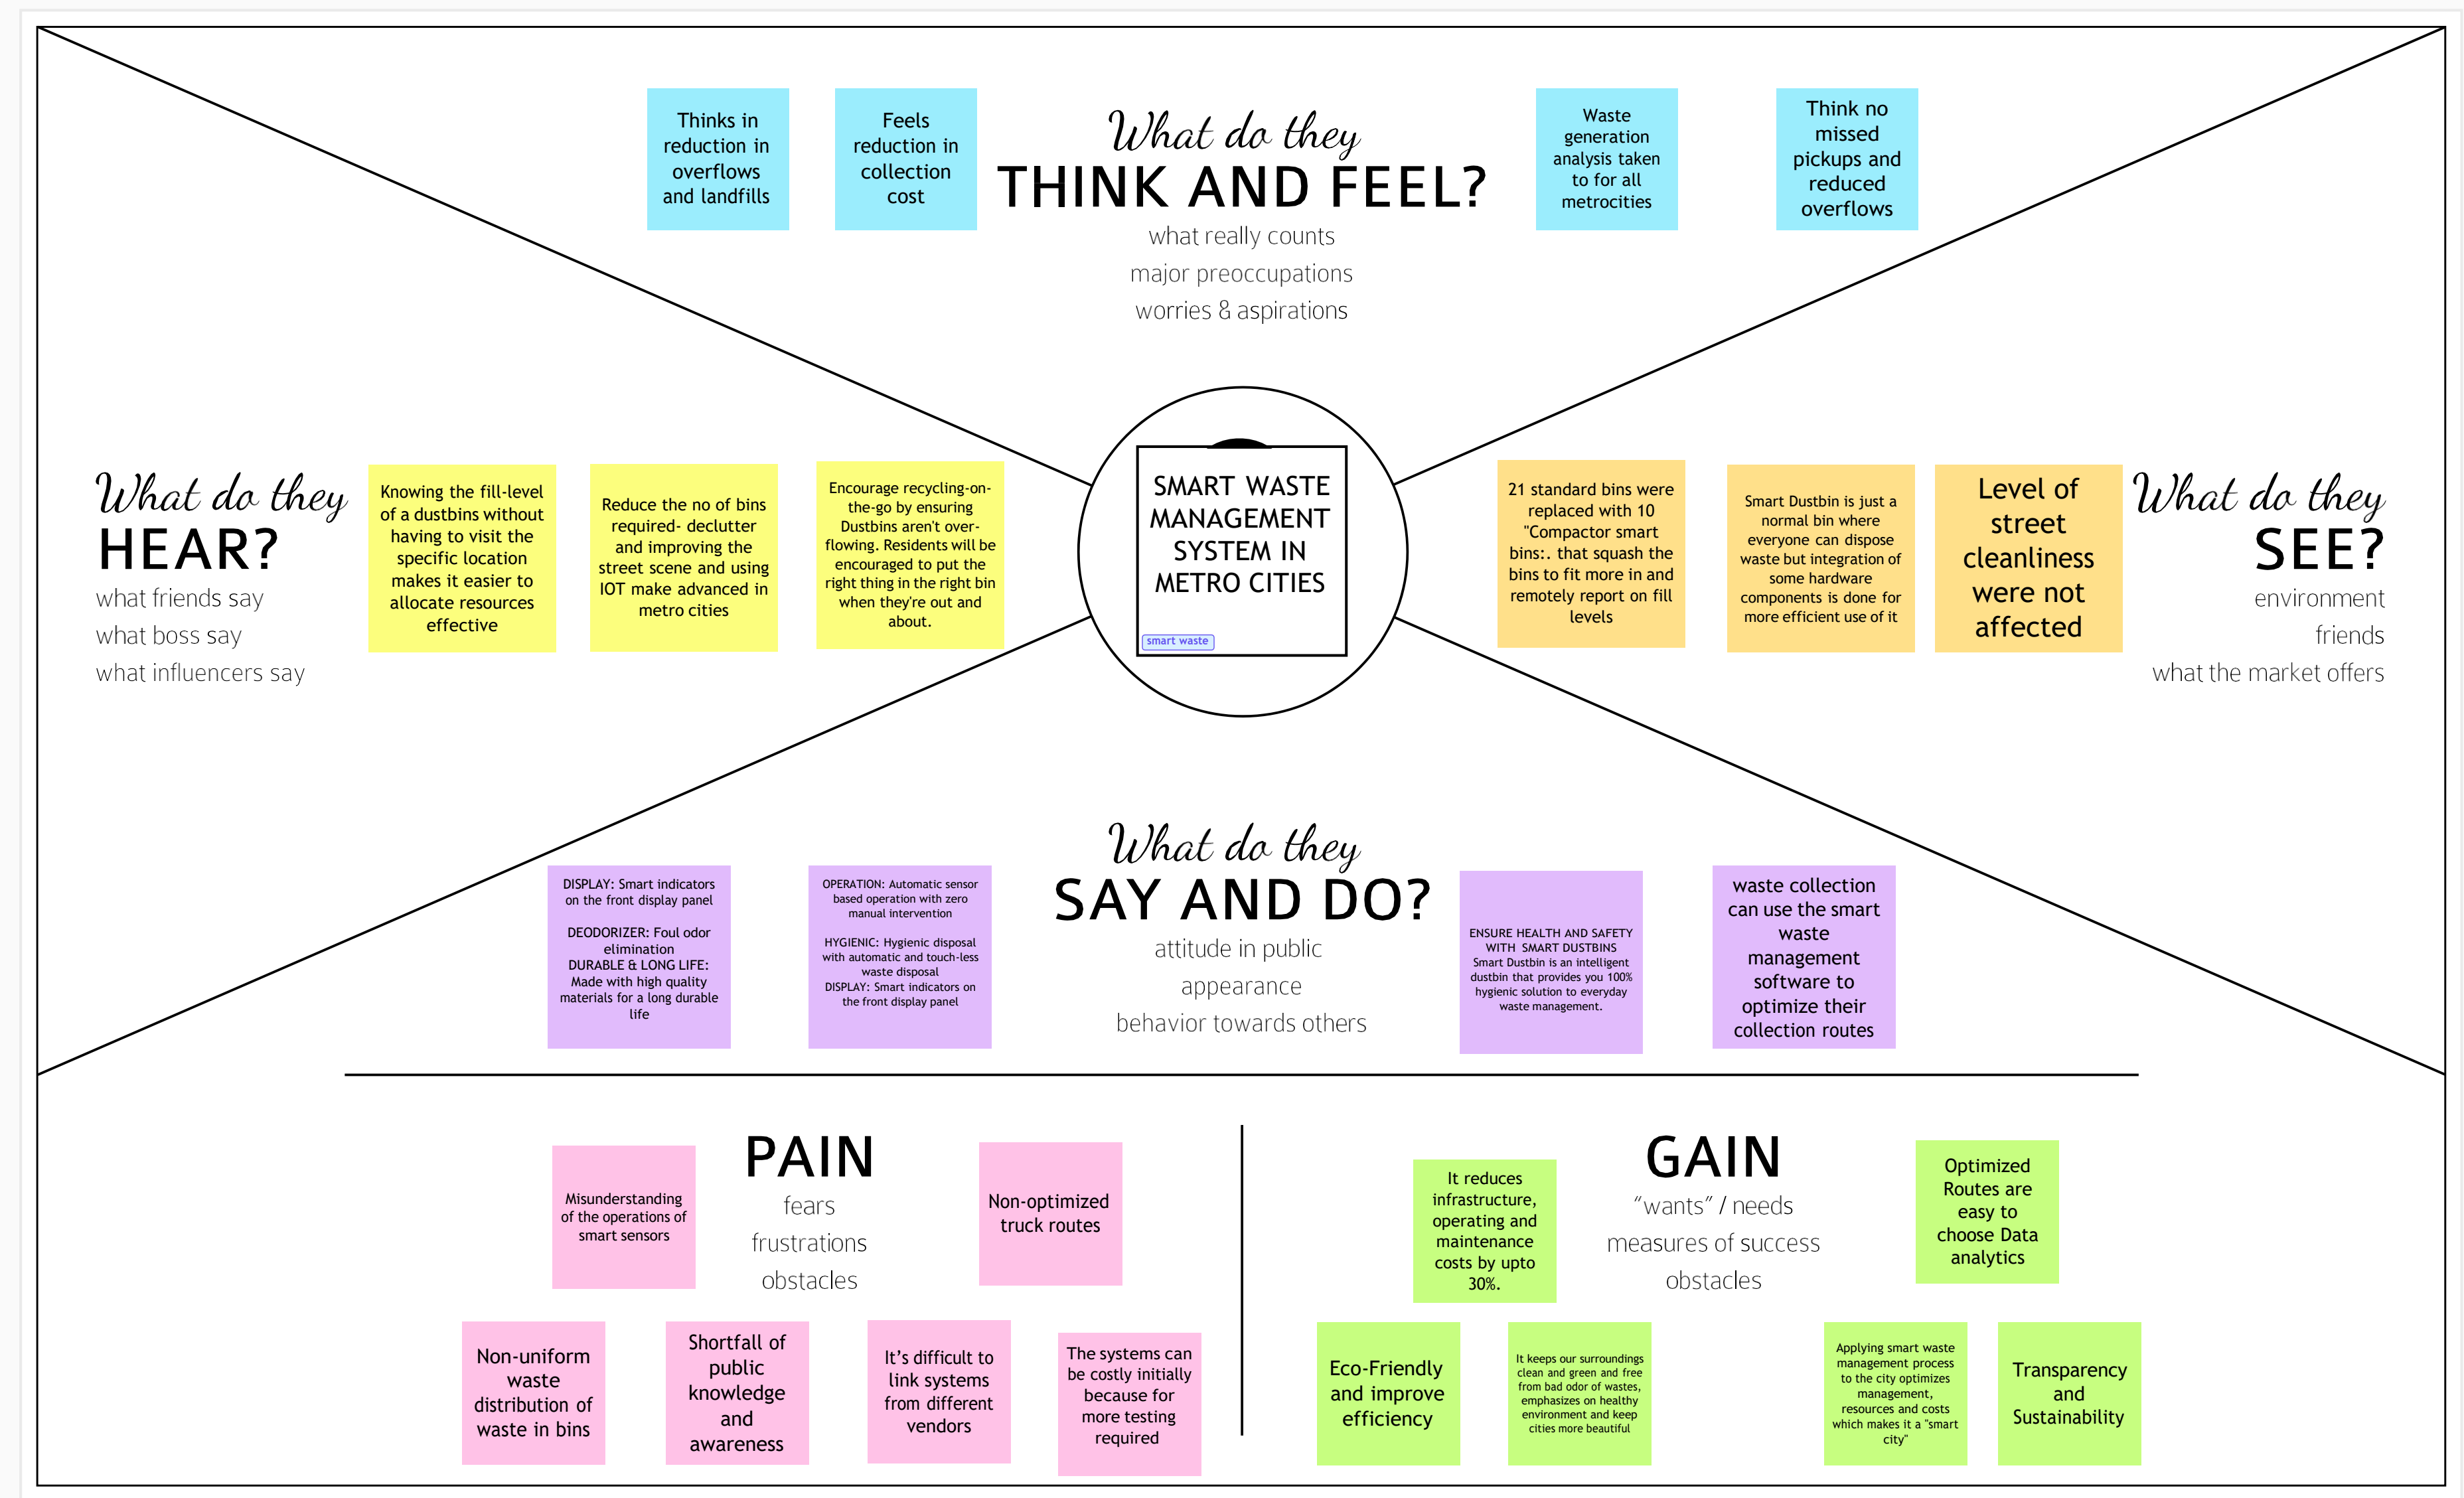 Thinks in
reduction in
overflows
and landfills
Feels
reduction in
collection
cost
What do they
THINK AND FEEL?
what really counts
major preoccupations
worries & aspirations
Waste
generation
analysis taken
to for all
metrocities
Think no
missed
pickups and
reduced
overflows
What do they
HEAR?
what friends say
what boss say
what influencers say
Knowing the fill-level
of a dustbins without
having to visit the
specific location
makes it easier to
allocate resources
effective
Reduce the no of bins
required- declutter
and improving the
street scene and using
IOT make advanced in
metro cities
Encourage recycling-on-
the-go by ensuring
Dustbins aren't over-
flowing. Residents will be
encouraged to put the
right thing in the right bin
when they're out and
about.
SMART WASTE
MANAGEMENT
SYSTEM IN
METRO CITIES
smart waste
21 standard bins were
replaced with 10
"Compactor smart
bins:. that squash the
bins to fit more in and
remotely report on fill
levels
Smart Dustbin is just a
normal bin where
everyone can dispose
waste but integration of
some hardware
components is done for
more efficient use of it
Level of
street
cleanliness
were not
affected
What do they
SEE?
environment
friends
what the market offers
DISPLAY: Smart indicators
on the front display panel
DEODORIZER: Foul odor
elimination
DURABLE & LONG LIFE:
Made with high quality
materials for a long durable
life
OPERATION: Automatic sensor
based operation with zero
manual intervention
HYGIENIC: Hygienic disposal
with automatic and touch-less
waste disposal
DISPLAY: Smart indicators on
the front display panel
What do they
SAY AND DO?
attitude in public
appearance
behavior towards others
ENSURE HEALTH AND SAFETY
WITH SMART DUSTBINS
Smart Dustbin is an intelligent
dustbin that provides you 100%
hygienic solution to everyday
waste management.
waste collection
can use the smart
waste
management
software to
optimize their
collection routes
PAIN
fears
frustrations
obstacles
Misunderstanding
of the operations of
smart sensors
Non-optimized
truck routes
Non-uniform
waste
distribution of
waste in bins
Shortfall of
public
knowledge
and
awareness
It's difficult to
link systems
from different
vendors
The systems can
be costly initially
because for
more testing
required
GAIN
"wants" / needs
measures of success
obstacles
It reduces
infrastructure,
operating and
maintenance
costs by upto
30%.
Optimized
Routes are
easy to
choose Data
analytics
Eco-Friendly
and improve
efficiency
It keeps our surroundings
clean and green and free
from bad odor of wastes,
emphasizes on healthy
environment and keep
cities more beautiful
Applying smart waste
management process
to the city optimizes
management,
resources and costs
which makes it a "smart
city"
Transparency
and
Sustainability